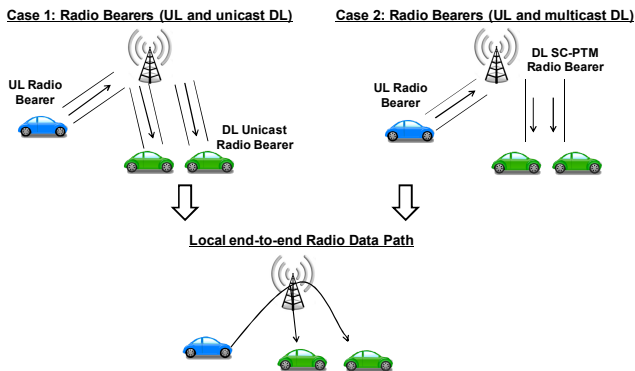 Case 1: Radio Bearers (UL and unicast DL)
UL Radio
Bearer
DL Unicast
Radio Bearer
Case 2: Radio Bearers (UL and multicast DL)
UL Radio
Bearer
DL SC-PTM
Radio Bearer
Local end-to-end Radio Data Path